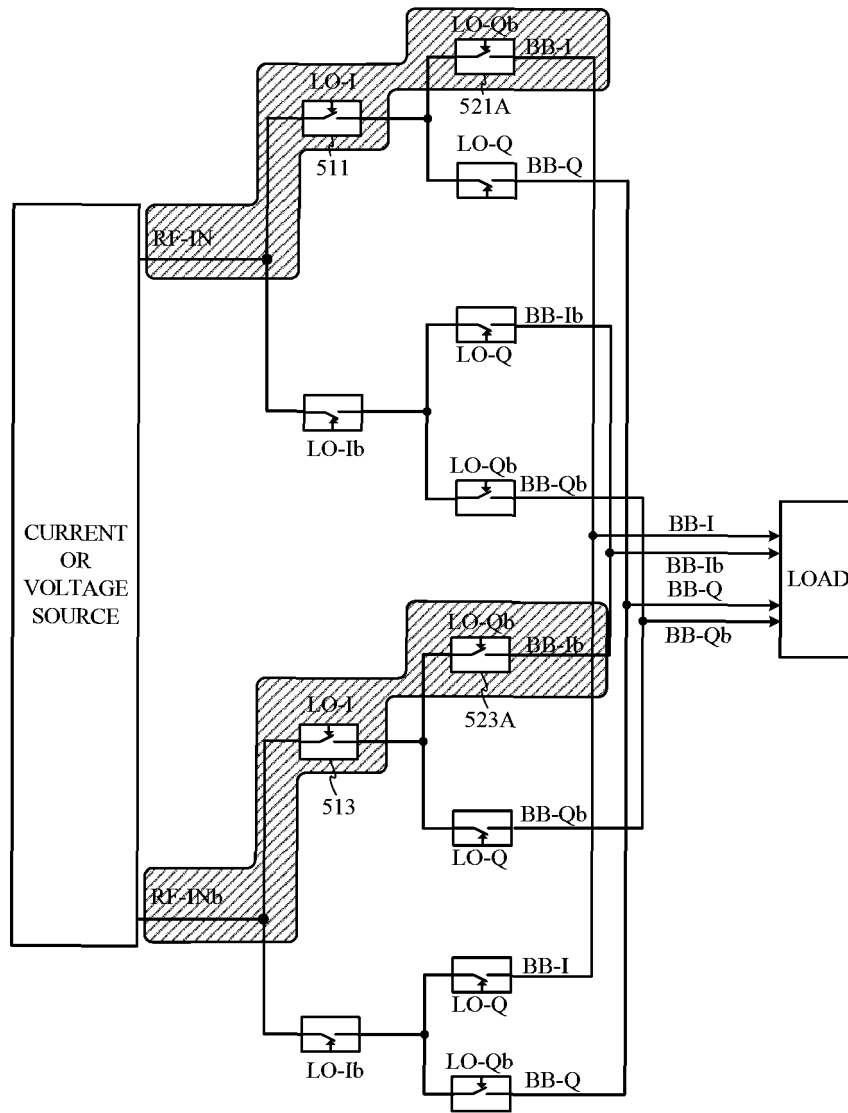 LO-Qb
BB-I
521A
LO-I
511
LO-Q
BB-Q
RF-IN
BB-Ib
LO-Q
LO-Ib
LO-Qb
BB-Qb
CURRENT
OR
VOLTAGE
SOURCE
BB-I
BB-Ib
BB-Q
BB-Qb
LOAD
LO-Qb
BB-Ib
523A
LO-I
513
BB-Qb
LO-Q
RF-INb
BB-I
LO-Q
LO-Ib
LO-Qb
BB-Q